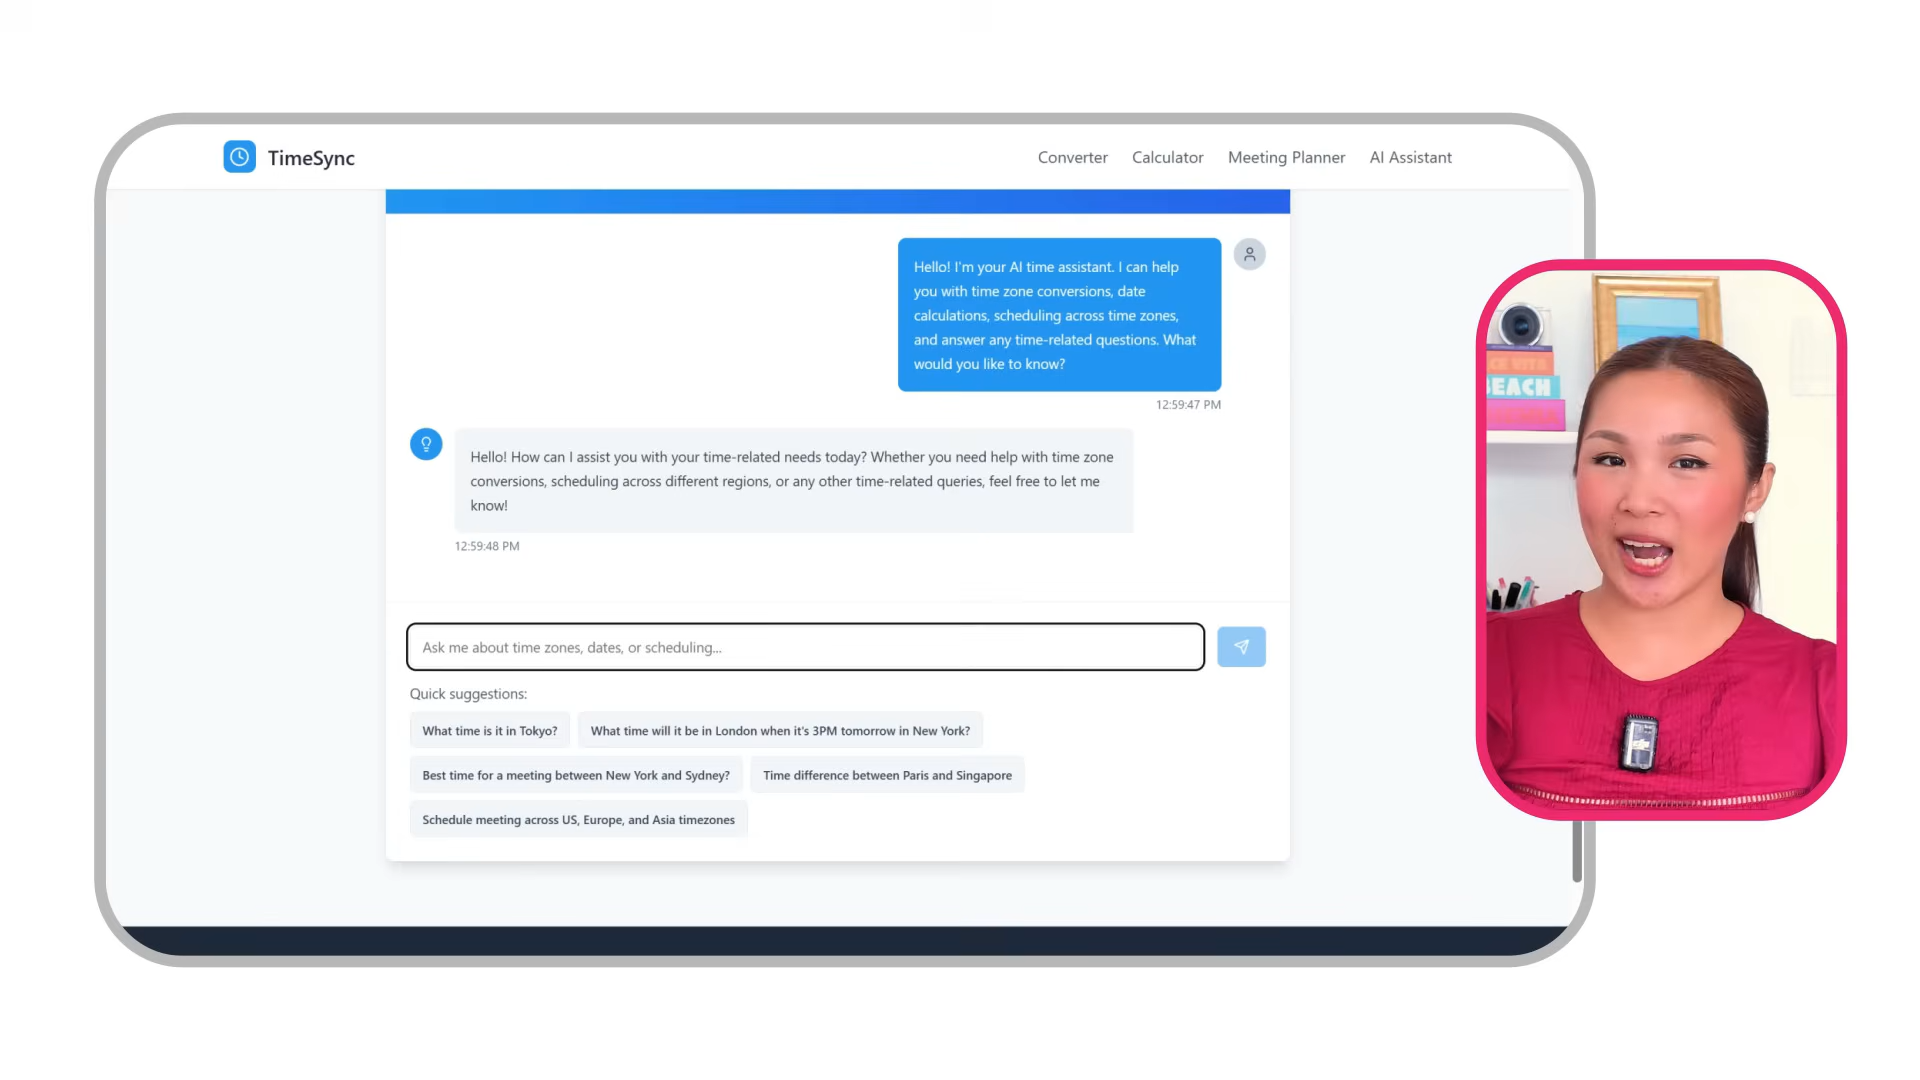 TimeSync
Converter
Calculator
Meeting Planner
AI Assistant
Hello! I'm your AI time assistant. I can help
you with time zone conversions, date
calculations, scheduling across time zones,
and answer any time-related questions. What
would you like to know?
12:59:47 PM
Hello! How can I assist you with your time-related needs today? Whether you need help with time zone
conversions, scheduling across different regions, or any other time-related queries, feel free to let me
know!
12:59:48 PM
Ask me about time zones, dates, or scheduling...
Quick suggestions:
What time is it in Tokyo?
What time will it be in London when it's 3PM tomorrow in New York?
Best time for a meeting between New York and Sydney?
Time difference between Paris and Singapore
Schedule meeting across US, Europe, and Asia timezones
BEACH